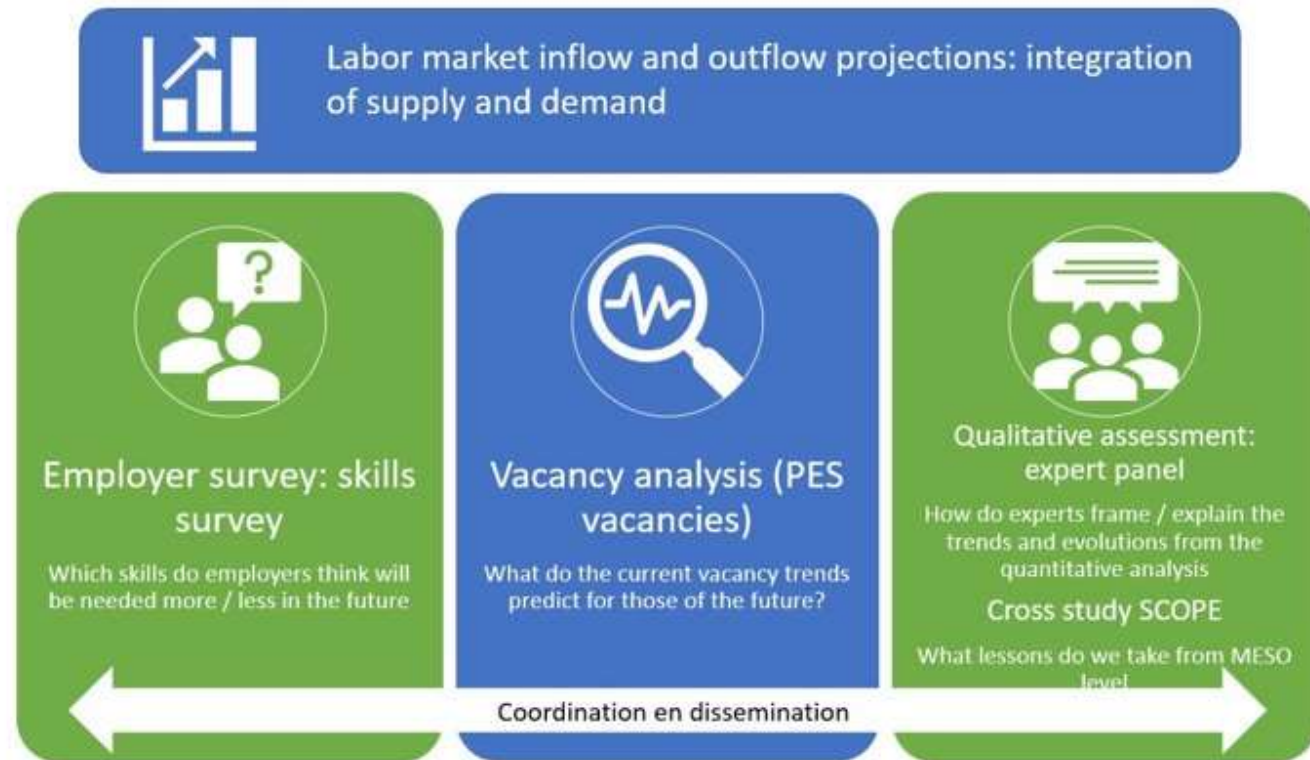 Labor market inflow and outflow projections: integration
of supply and demand
?
Employer survey: skills
survey
Which skills do employers think will
be needed more / less in the future
Vacancy analysis (PES
vacancies)
What do the current vacancy trends
predict for those of the future?
Qualitative assessment:
expert panel
How do experts frame / explain the
trends and evolutions from the
quantitative analysis
Cross study SCOPE
What lessons do we take from MESO
level
Coordination en dissemination